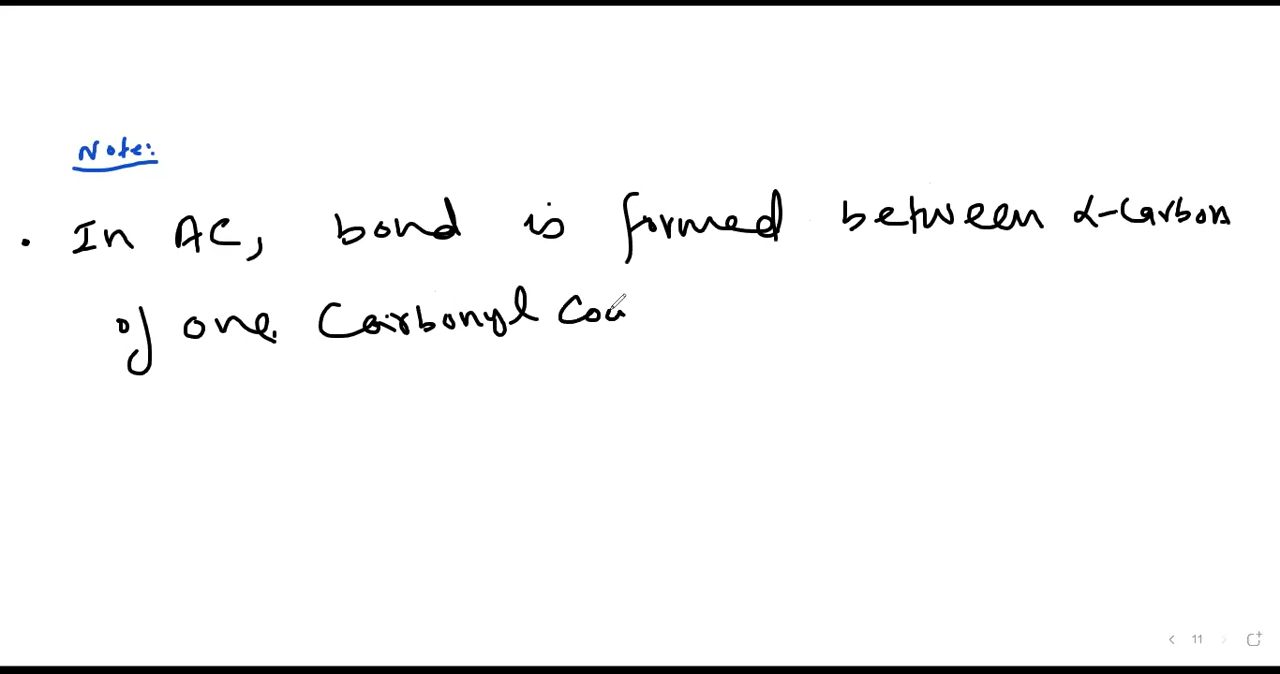 Note:
• In AC, bond is formed between α-Carbon
of one Carbonyl
11